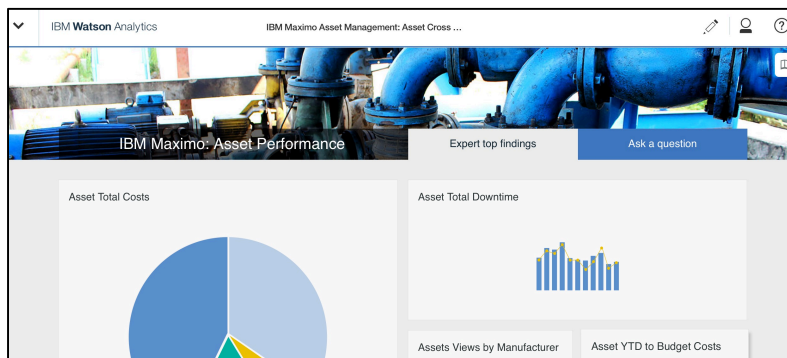 IBM Watson Analytics
IBM Maximo Asset Management: Asset Cross ...
?
IBM Maximo: Asset Performance
Expert top findings
Ask a question
Asset Total Costs
Asset Total Downtime
Assets Views by Manufacturer
Asset YTD to Budget Costs